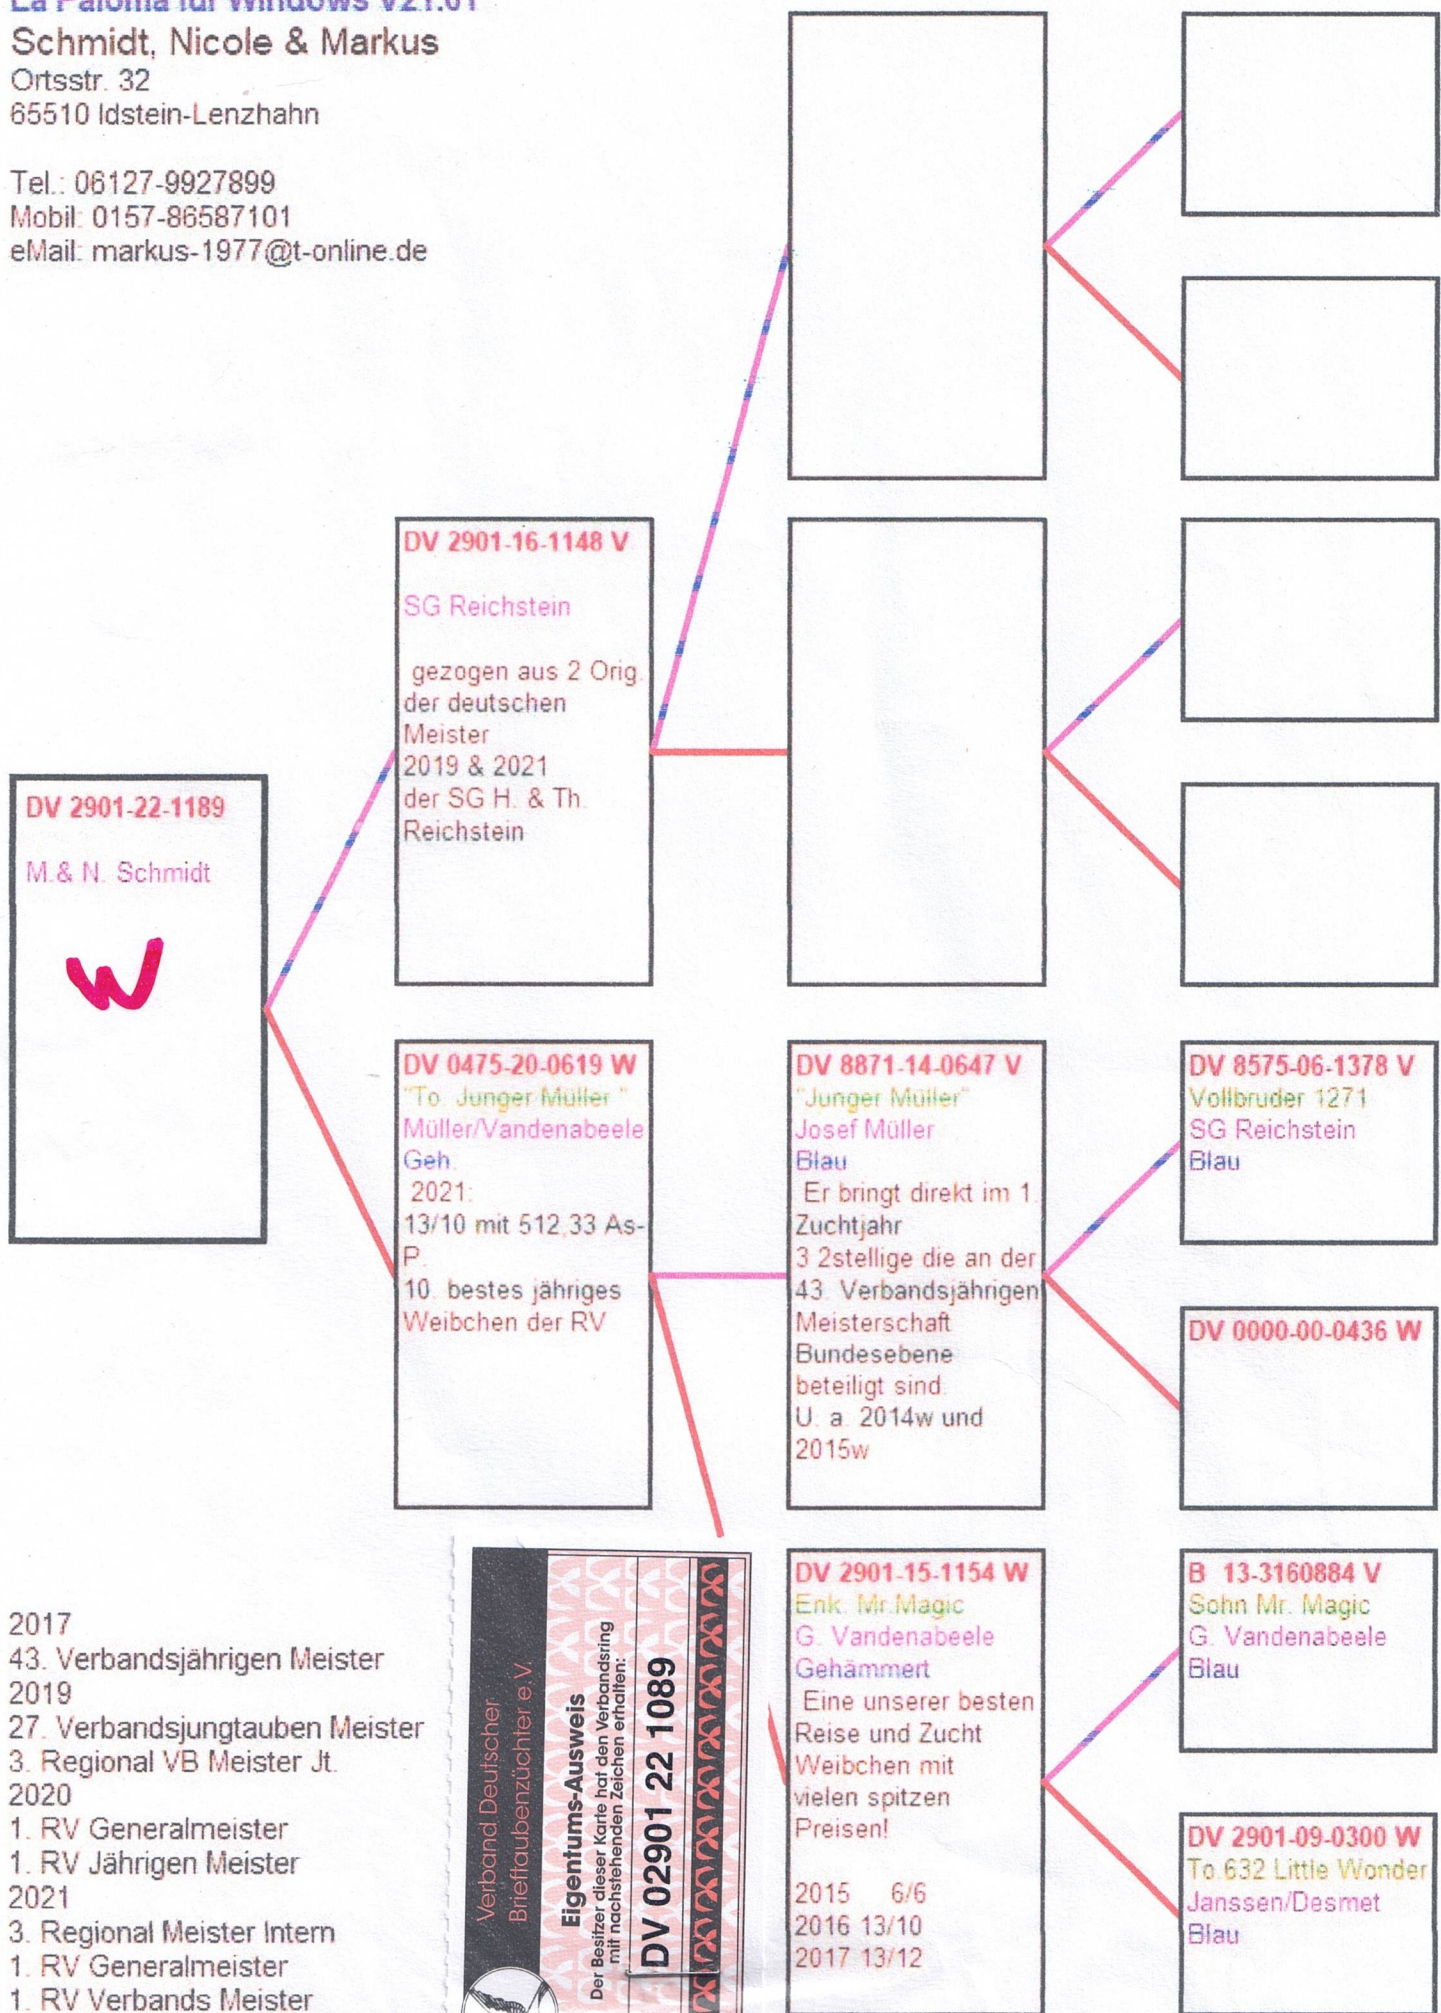 La Paloma für Windows V21.01
Schmidt, Nicole & Markus
Ortsstr. 32
65510 Idstein-Lenzhahn
Tel.: 06127-9927899
Mobil: 0157-86587101
eMail: markus-1977@t-online.de
DV 2901-22-1189
M.& N. Schmidt
W
DV 2901-16-1148 V
SG Reichstein
gezogen aus 2 Orig.
der deutschen
Meister
2019 & 2021
der SG H. & Th.
Reichstein
DV 0475-20-0619 W
"To. Junger Müller "
Müller/Vandenabeele
Geh.
2021:
13/10 mit 512,33 As-
P.
10. bestes jähriges
Weibchen der RV
DV 8871-14-0647 V
"Junger Müller"
Josef Müller
Blau
Er bringt direkt im 1.
Zuchtjahr
3 2stellige die an der
43. Verbandsjährigen
Meisterschaft
Bundesebene
beteiligt sind.
U. a. 2014w und
2015w
DV 8575-06-1378 V
Vollbruder 1271
SG Reichstein
Blau
DV 0000-00-0436 W
DV 2901-15-1154 W
Enk. Mr.Magic
G. Vandenabeele
Gehämmert
Eine unserer besten
Reise und Zucht
Weibchen mit
vielen spitzen
Preisen!
2015 6/6
2016 13/10
2017 13/12
B 13-3160884 V
Sohn Mr. Magic
G. Vandenabeele
Blau
DV 2901-09-0300 W
To.632 Little Wonder
Janssen/Desmet
Blau
2017
43. Verbandsjährigen Meister
2019
27. Verbandsjungtauben Meister
3. Regional VB Meister Jt.
2020
1. RV Generalmeister
1. RV Jährigen Meister
2021
3. Regional Meister Intern
1. RV Generalmeister
1. RV Verbands Meister
Verband Deutscher
Brieftaubenzüchter e.V.
Eigentums-Ausweis
Der Besitzer dieser Karte hat den Verbandsring
mit nachstehenden Zeichen erhalten:
DV 02901 22 1089